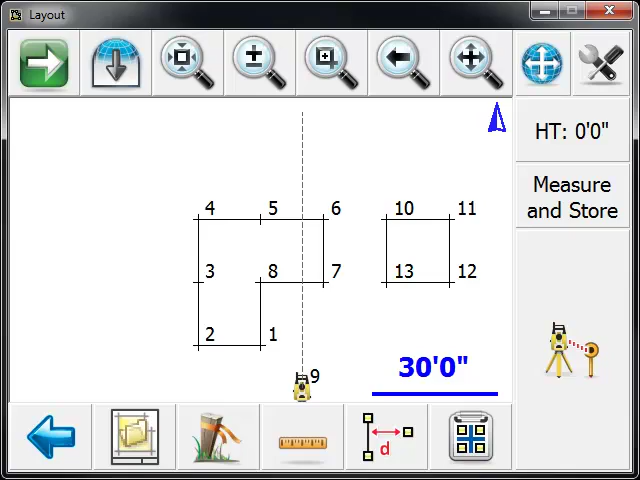 Layout
HT: 0'0"
Measure
and Store
4 5 6 10 11
3 8 7 13 12
2 1
9
30'0"
d